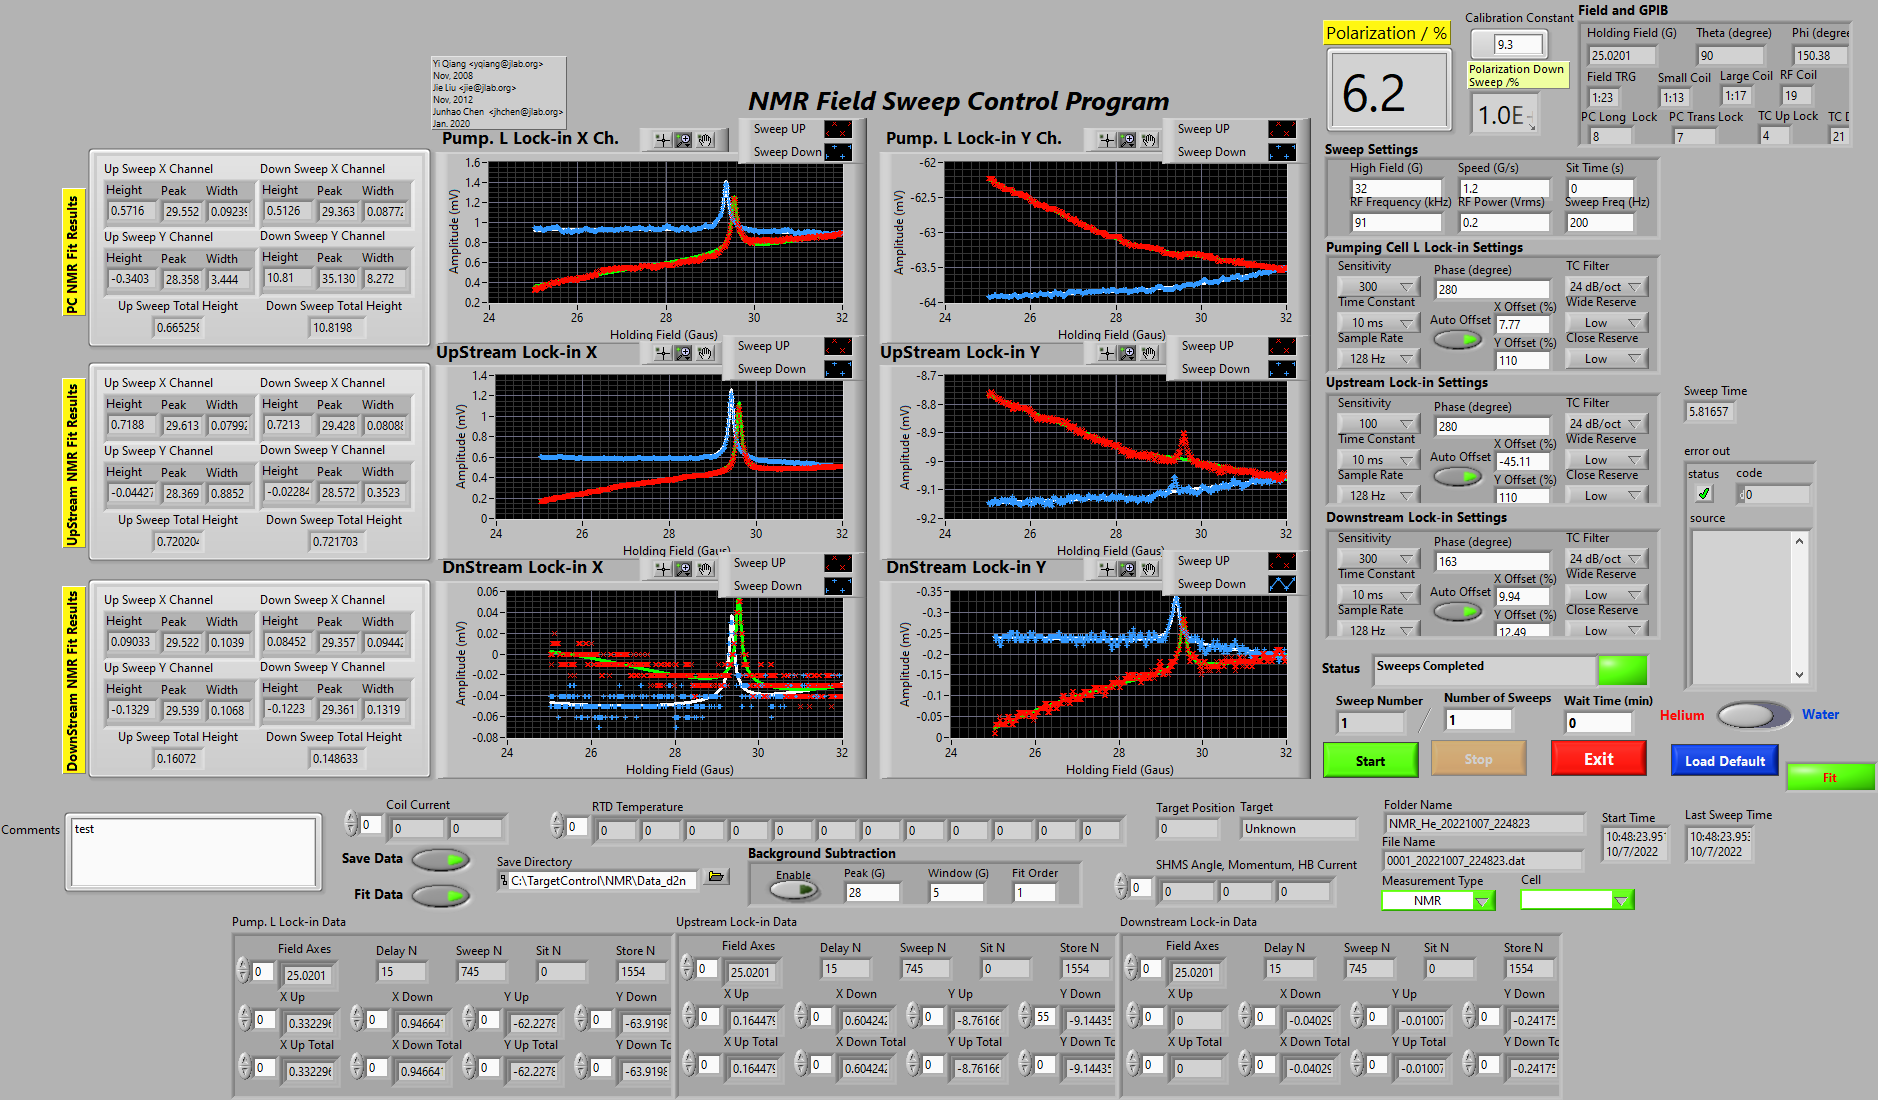 Yi Qiang <yqiang@jlab.org>
Nov, 2008
Jie Liu <jie@jlab.org>
Nov, 2012
Junhao Chen <jhchen@jlab.org>
Jan. 2020
NMR Field Sweep Control Program
Polarization / %
6.2
Calibration Constant
9.3
Polarization Down
Sweep /%
1.0E-
Field and GPIB
Holding Field (G) Theta (degree) Phi (degree
25.0201 90 150.38
Field TRG Small Coil Large Coil RF Coil
1:23 1:13 1:17 19
PC Long Lock PC Trans Lock TC Up Lock TC D
8 7 4 21
PC NMR Fit Results
Up Sweep X Channel Down Sweep X Channel
Height Peak Width Height Peak Width
0.5716 29.552 0.09239 0.5126 29.363 0.08772
Up Sweep Y Channel Down Sweep Y Channel
Height Peak Width Height Peak Width
-0.3403 28.358 3.444 10.81 35.130 8.272
Up Sweep Total Height Down Sweep Total Height
0.665258 10.8198
UpStream NMR Fit Results
Up Sweep X Channel Down Sweep X Channel
Height Peak Width Height Peak Width
0.7188 29.613 0.07992 0.7213 29.428 0.08088
Up Sweep Y Channel Down Sweep Y Channel
Height Peak Width Height Peak Width
-0.04427 28.369 0.8852 -0.02284 28.572 0.3523
Up Sweep Total Height Down Sweep Total Height
0.720204 0.721703
DownStream NMR Fit Results
Up Sweep X Channel Down Sweep X Channel
Height Peak Width Height Peak Width
0.09033 29.522 0.1039 0.08452 29.357 0.09442
Up Sweep Y Channel Down Sweep Y Channel
Height Peak Width Height Peak Width
-0.1329 29.539 0.1068 -0.1223 29.361 0.1319
Up Sweep Total Height Down Sweep Total Height
0.16072 0.148633
Pump. L Lock-in X Ch.
Sweep UP
Sweep Down
Amplitude (mV)
1.6
1.4
1.2
1
0.8
0.6
0.4
0.2
24 26 28 30 32
Holding Field (Gaus)
Pump. L Lock-in Y Ch.
Sweep UP
Sweep Down
Amplitude (mV)
-62
-62.5
-63
-63.5
-64
24 26 28 30 32
Holding Field (Gaus)
UpStream Lock-in X
Sweep UP
Sweep Down
Amplitude (mV)
1.4
1.2
1
0.8
0.6
0.4
0.2
0
24 26 28 30 32
Holding Field (Gaus)
UpStream Lock-in Y
Sweep UP
Sweep Down
Amplitude (mV)
-8.7
-8.8
-8.9
-9
-9.1
-9.2
24 26 28 30 32
Holding Field (Gaus)
DnStream Lock-in X
Sweep UP
Sweep Down
Amplitude (mV)
0.06
0.04
0.02
0
-0.02
-0.04
-0.06
-0.08
24 26 28 30 32
Holding Field (Gaus)
DnStream Lock-in Y
Sweep UP
Sweep Down
Amplitude (mV)
-0.35
-0.3
-0.25
-0.2
-0.15
-0.1
-0.05
0
24 26 28 30 32
Holding Field (Gaus)
Sweep Settings
High Field (G) Speed (G/s) Sit Time (s)
32 1.2 0
RF Frequency (kHz) RF Power (Vrms) Sweep Freq (Hz)
91 0.2 200
Pumping Cell L Lock-in Settings
Sensitivity Phase (degree) TC Filter
300 280 24 dB/oct
Time Constant X Offset (%) Wide Reserve
10 ms Auto Offset 7.77 Low
Sample Rate Y Offset (%) Close Reserve
128 Hz 110 Low
Upstream Lock-in Settings
Sensitivity Phase (degree) TC Filter
100 280 24 dB/oct
Time Constant X Offset (%) Wide Reserve
10 ms Auto Offset -45.11 Low
Sample Rate Y Offset (%) Close Reserve
128 Hz 110 Low
Downstream Lock-in Settings
Sensitivity Phase (degree) TC Filter
300 163 24 dB/oct
Time Constant X Offset (%) Wide Reserve
10 ms Auto Offset 9.94 Low
Sample Rate Y Offset (%) Close Reserve
128 Hz 12.49 Low
Sweep Time
5.81657
error out
status code
0
source
Status Sweeps Completed
Sweep Number Number of Sweeps Wait Time (min)
1 / 1 0
Helium Water
Start Stop Exit Load Default Fit
Comments test
Coil Current
0 0 0
Save Data
Fit Data
RTD Temperature
0 0 0 0 0 0 0 0 0 0 0 0 0
Save Directory
C:\TargetControl\NMR\Data_d2n
Background Subtraction
Enable Peak (G) Window (G) Fit Order
28 5 1
Target Position Target
0 Unknown
SHMS Angle, Momentum, HB Current
0 0 0 0
Folder Name
NMR_He_20221007_224823
File Name
0001_20221007_224823.dat
Measurement Type Cell
NMR
Start Time Last Sweep Time
10:48:23.95 10:48:23.95
10/7/2022 10/7/2022
Pump. L Lock-in Data
Field Axes Delay N Sweep N Sit N Store N
0 25.0201 15 745 0 1554
X Up X Down Y Up Y Down
0 0.332296 0 0.94664 0 -62.2278 0 -63.9198
X Up Total X Down Total Y Up Total Y Down To
0 0.332296 0 0.94664 0 -62.2278 0 -63.9198
Upstream Lock-in Data
Field Axes Delay N Sweep N Sit N Store N
0 25.0201 15 745 0 1554
X Up X Down Y Up Y Down
0 0.164479 0 0.604242 0 -8.76166 55 -9.14435
X Up Total X Down Total Y Up Total Y Down To
0 0.164479 0 0.604242 0 -8.76166 0 -9.14435
Downstream Lock-in Data
Field Axes Delay N Sweep N Sit N Store N
0 25.0201 15 745 0 1554
X Up X Down Y Up Y Down
0 0 0 -0.04029 0 -0.01007 0 -0.24175
X Up Total X Down Total Y Up Total Y Down To
0 0 0 -0.04029 0 -0.01007 0 -0.24175